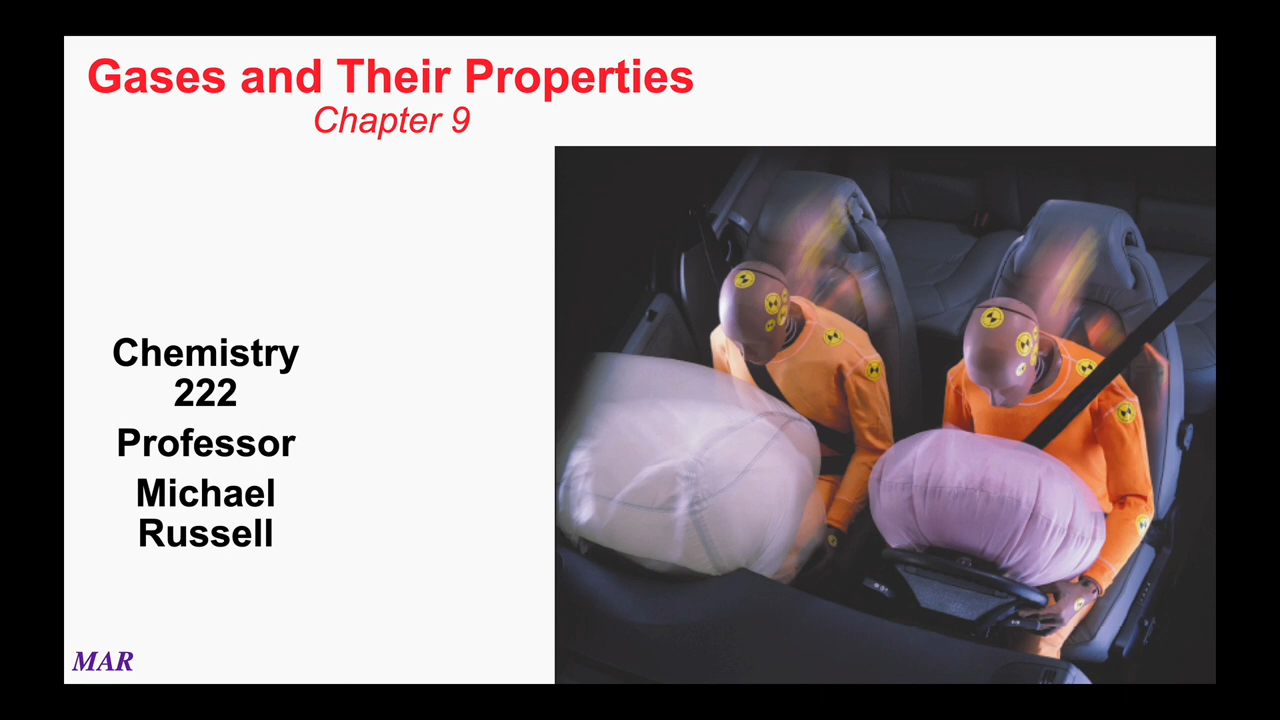 Gases and Their Properties
Chapter 9
Chemistry
222
Professor
Michael
Russell
MAR